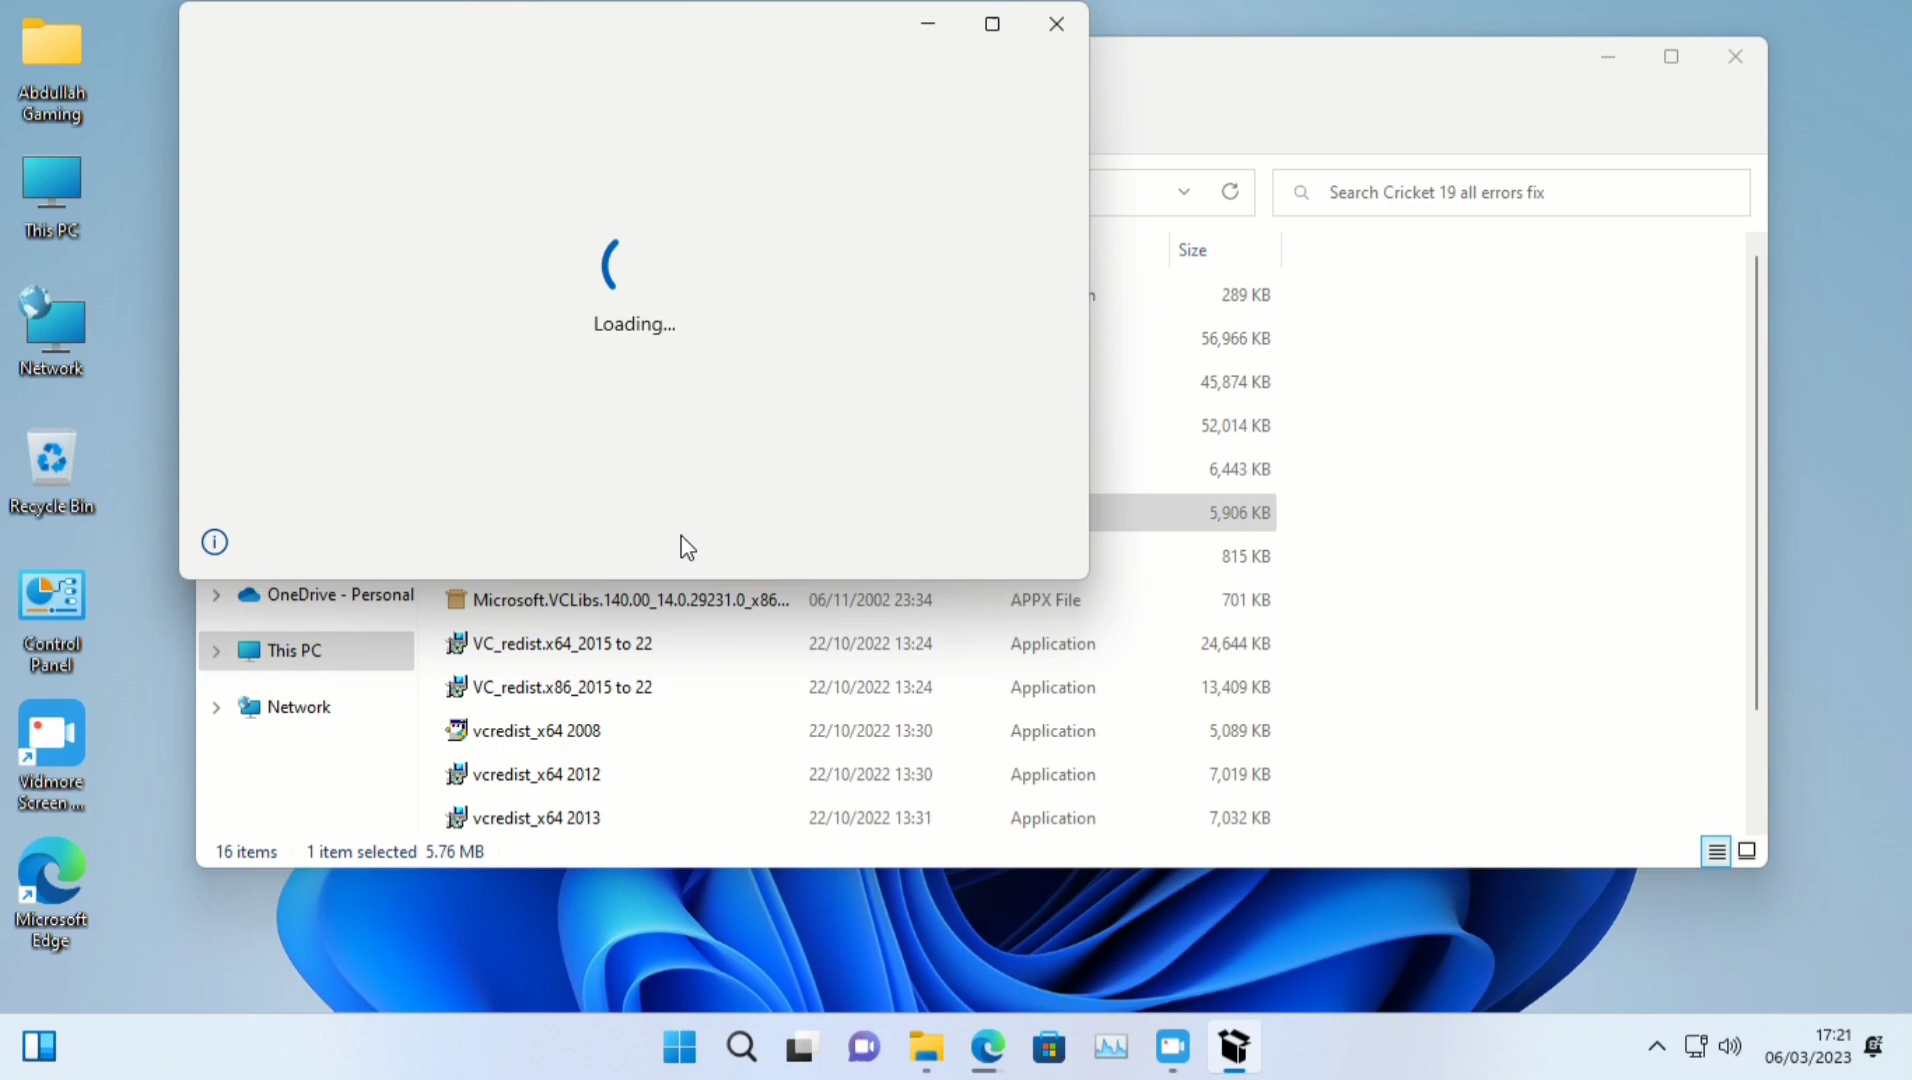 Abdullah
Gaming
This PC
Network
Recycle Bin
Control
Panel
Vidmore
Screen ...
Microsoft
Edge
Loading...
Search Cricket 19 all errors fix
Size
n 289 KB
56,966 KB
45,874 KB
52,014 KB
6,443 KB
5,906 KB
815 KB
OneDrive - Personal
This PC
Network
Microsoft.VCLibs.140.00_14.0.29231.0_x86... 06/11/2002 23:34 APPX File 701 KB
VC_redist.x64_2015 to 22 22/10/2022 13:24 Application 24,644 KB
VC_redist.x86_2015 to 22 22/10/2022 13:24 Application 13,409 KB
vcredist_x64 2008 22/10/2022 13:30 Application 5,089 KB
vcredist_x64 2012 22/10/2022 13:30 Application 7,019 KB
vcredist_x64 2013 22/10/2022 13:31 Application 7,032 KB
16 items 1 item selected 5.76 MB
17:21
06/03/2023